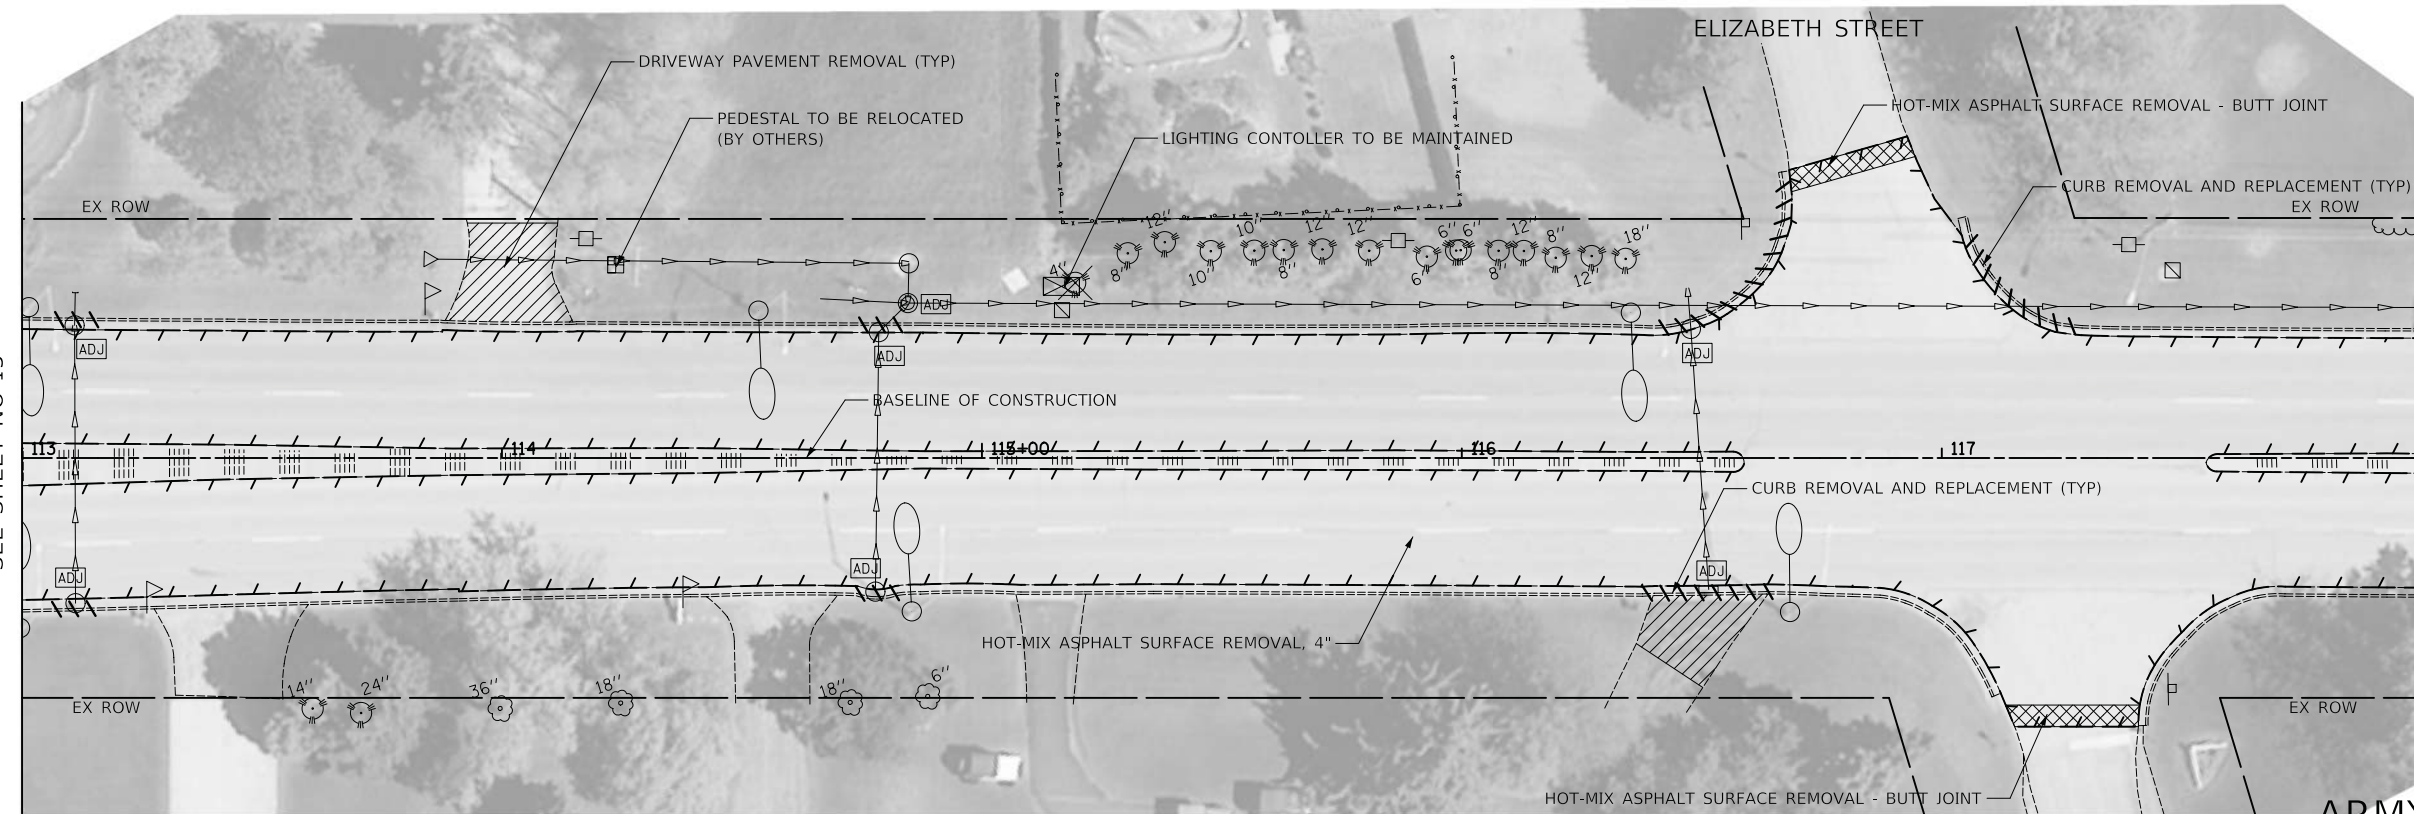 ELIZABETH STREET
DRIVEWAY PAVEMENT REMOVAL (TYP)
HOT-MIX ASPHALT SURFACE REMOVAL - BUTT JOINT
PEDESTAL TO BE RELOCATED
(BY OTHERS)
LIGHTING CONTOLLER TO BE MAINTAINED
CURB REMOVAL AND REPLACEMENT (TYP)
EX ROW
EX ROW
12"
10"
12"
12"
6"
6"
12"
8"
18"
4"
8"
10"
8"
6"
8"
12"
ADJ
ADJ
ADJ
ADJ
BASELINE OF CONSTRUCTION
113
114
115+00
116
117
CURB REMOVAL AND REPLACEMENT (TYP)
ADJ
ADJ
ADJ
HOT-MIX ASPHALT SURFACE REMOVAL, 4"
14"
24"
36"
18"
18"
6"
EX ROW
EX ROW
HOT-MIX ASPHALT SURFACE REMOVAL - BUTT JOINT